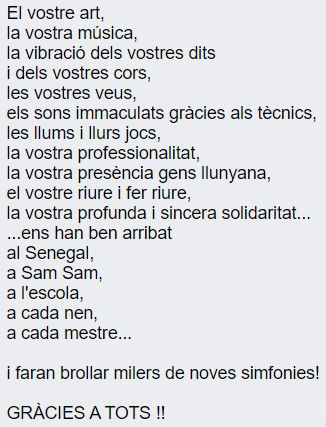 El vostre art,
la vostra música,
la vibració dels vostres dits
i dels vostres cors,
les vostres veus,
els sons immaculats gràcies als tècnics,
les llums i llurs jocs,
la vostra professionalitat,
la vostra presència gens llunyana,
el vostre riure i fer riure,
la vostra profunda i sincera solidaritat...
...ens han ben arribat
al Senegal,
a Sam Sam,
a l'escola,
a cada nen,
a cada mestre...
i faran brollar milers de noves simfonies!
GRÀCIES A TOTS !!